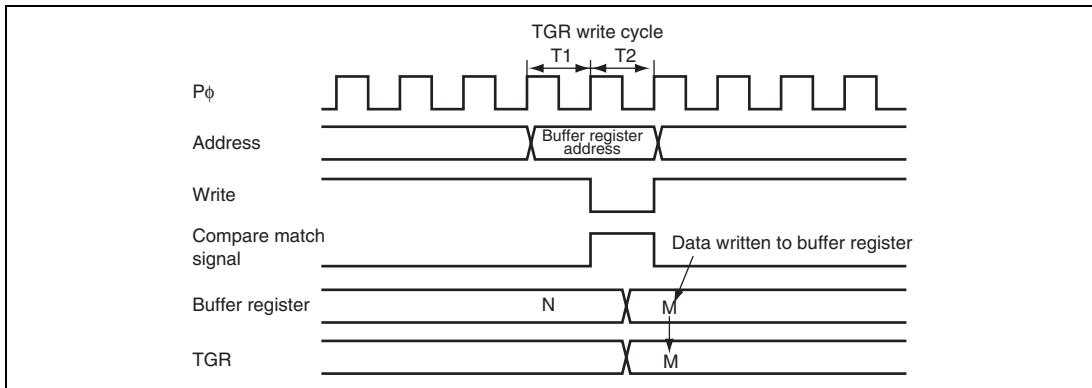 TGR write cycle
T1 T2
Pϕ
Address
Buffer register
address
Write
Compare match
signal
Data written to buffer register
Buffer register
N
M
TGR
M